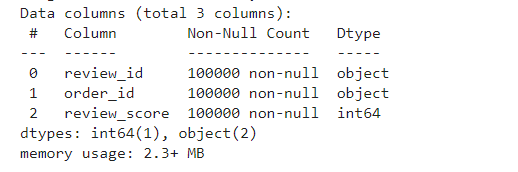 Data columns (total 3 columns):
 #   Column        Non-Null Count   Dtype
---  ------        --------------   -----
 0   review_id     100000 non-null  object
 1   order_id      100000 non-null  object
 2   review_score  100000 non-null  int64
dtypes: int64(1), object(2)
memory usage: 2.3+ MB